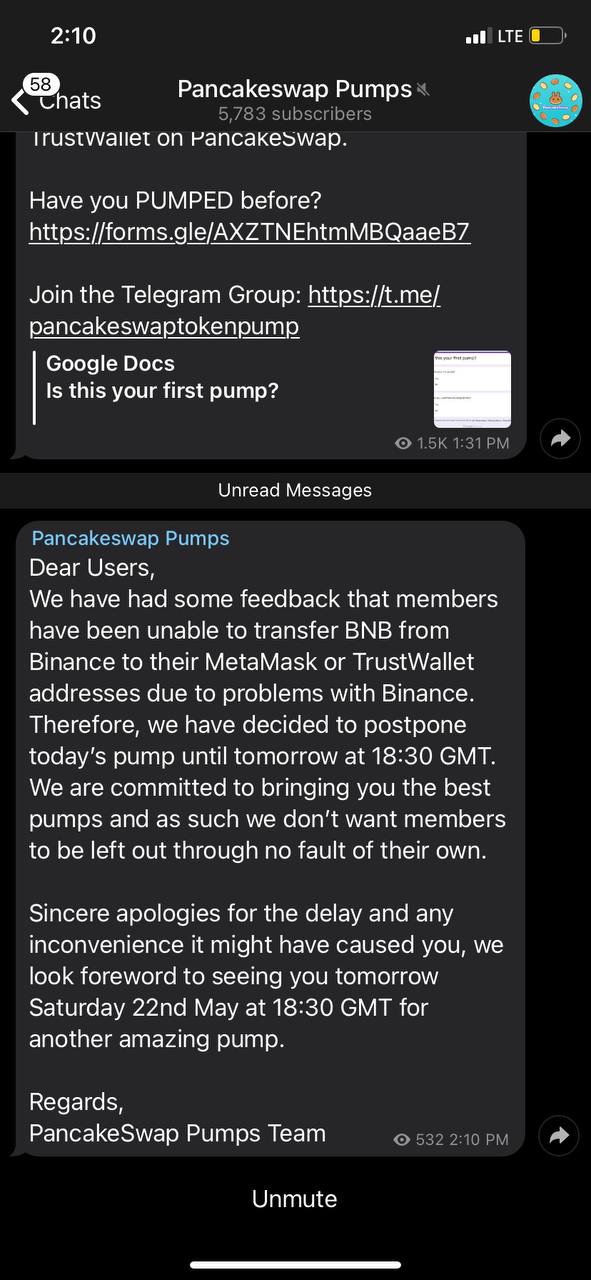 2:10
LTE
58
Chats
Pancakeswap Pumps
5,783 subscribers
TrustWallet on PancakeSwap.
Have you PUMPED before?
https://forms.gle/AXZTNEhtmMBQaaeB7
Join the Telegram Group: https://t.me/
pancakeswaptokenpump
Google Docs
Is this your first pump?
1.5K 1:31 PM
Unread Messages
Pancakeswap Pumps
Dear Users,
We have had some feedback that members
have been unable to transfer BNB from
Binance to their MetaMask or TrustWallet
addresses due to problems with Binance.
Therefore, we have decided to postpone
today's pump until tomorrow at 18:30 GMT.
We are committed to bringing you the best
pumps and as such we don't want members
to be left out through no fault of their own.
Sincere apologies for the delay and any
inconvenience it might have caused you, we
look foreword to seeing you tomorrow
Saturday 22nd May at 18:30 GMT for
another amazing pump.
Regards,
PancakeSwap Pumps Team
532 2:10 PM
Unmute